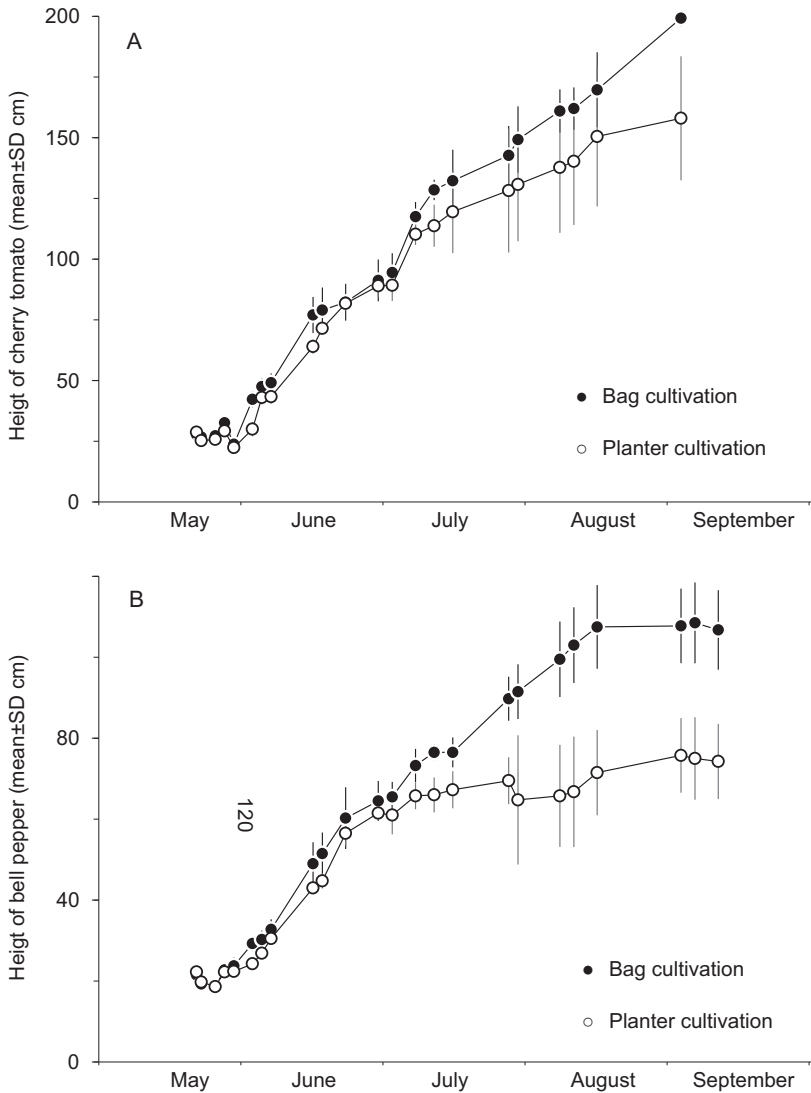 200
A
150
100
50
0
Heigt of cherry tomato (mean±SD cm)
Bag cultivation
Planter cultivation
May June July August September
B
80
120
40
0
Heigt of bell pepper (mean±SD cm)
Bag cultivation
Planter cultivation
May June July August September